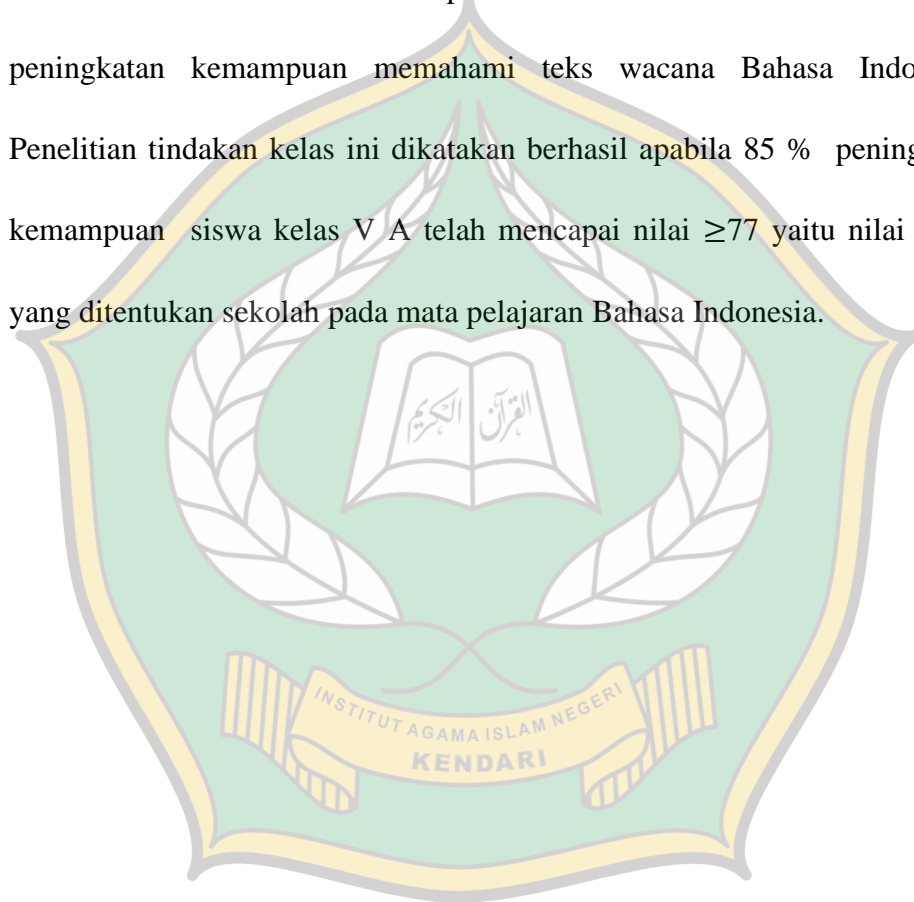 peningkatan kemampuan memahami teks wacana Bahasa Indo
Penelitian tindakan kelas ini dikatakan berhasil apabila 85 % pening
kemampuan siswa kelas V A telah mencapai nilai ≥77 yaitu nilai
yang ditentukan sekolah pada mata pelajaran Bahasa Indonesia.
القرآن الكريم
INSTITUT AGAMA ISLAM NEGERI
KENDARI